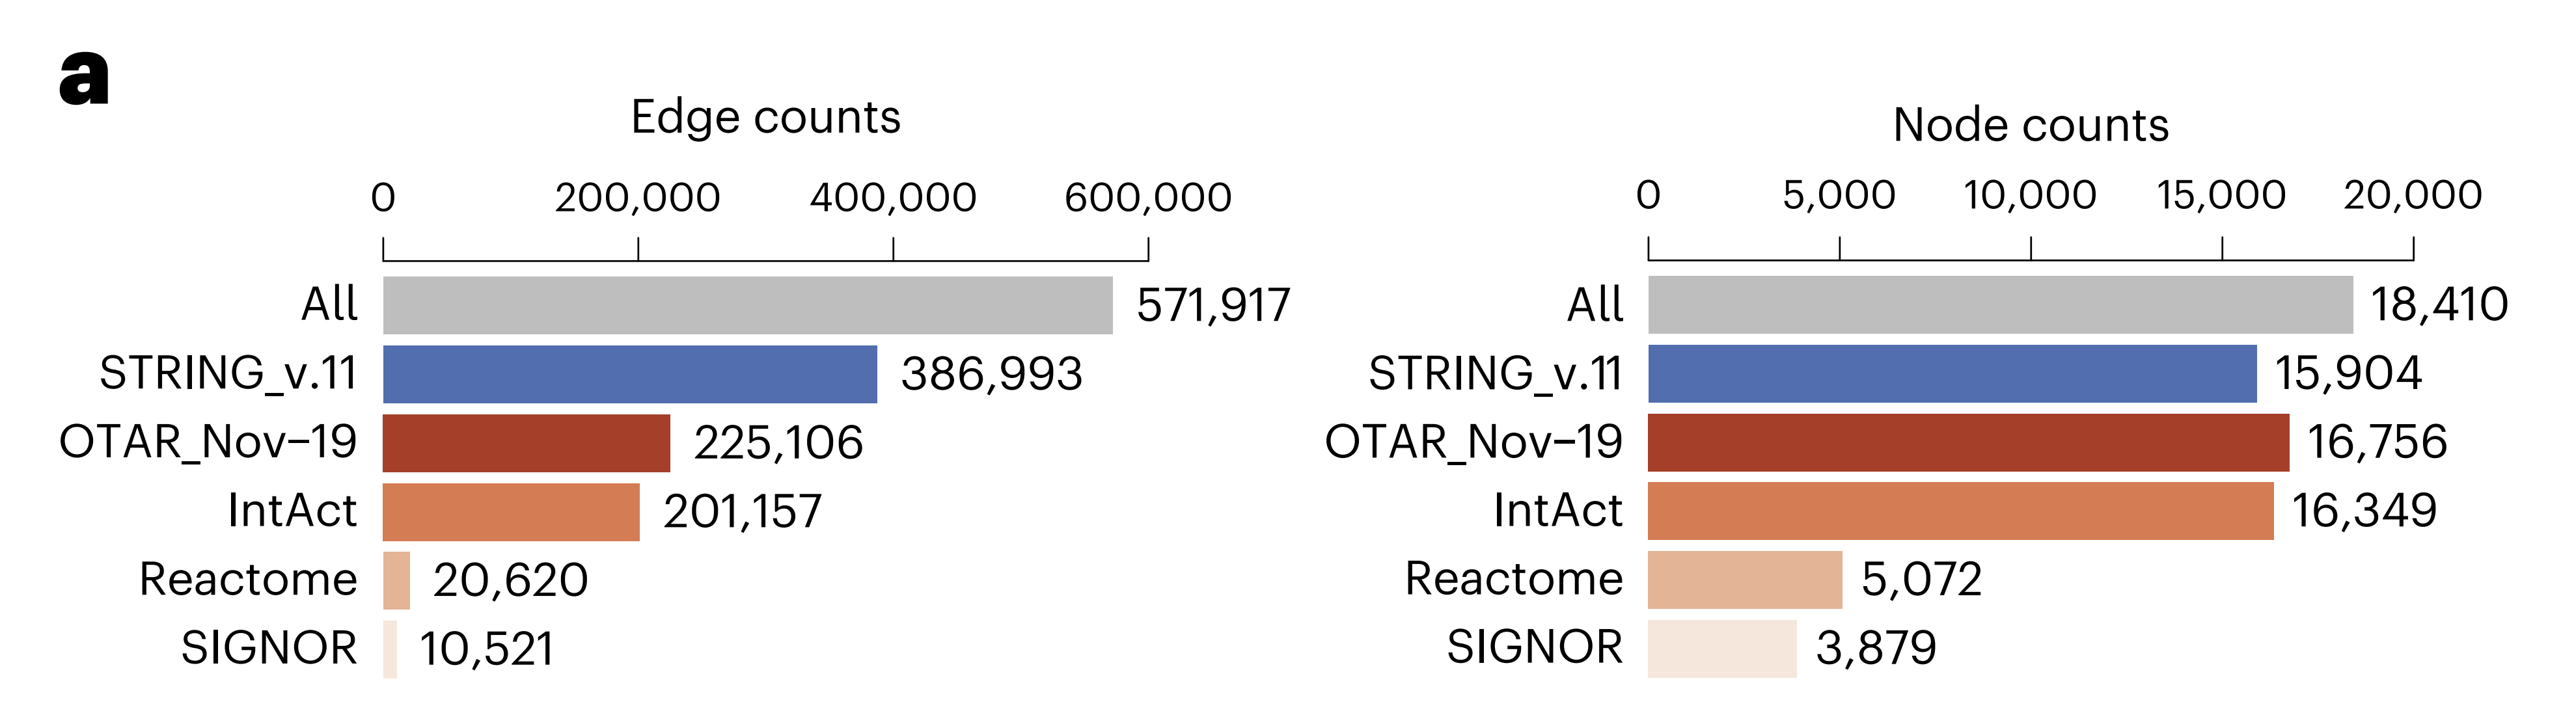 a
Edge counts
0 200,000 400,000 600,000
All 571,917
STRING_v.11 386,993
OTAR_Nov–19 225,106
IntAct 201,157
Reactome 20,620
SIGNOR 10,521
Node counts
0 5,000 10,000 15,000 20,000
All 18,410
STRING_v.11 15,904
OTAR_Nov–19 16,756
IntAct 16,349
Reactome 5,072
SIGNOR 3,879